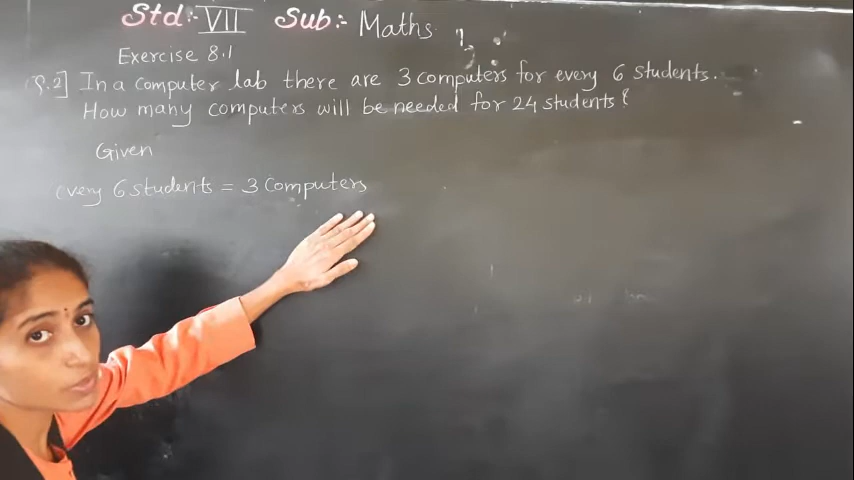 Std:- VII Sub:- Maths
Exercise 8.1
Q.2] In a computer lab there are 3 computers for every 6 students.
How many computers will be needed for 24 students?
Given
every 6 students = 3 Computers